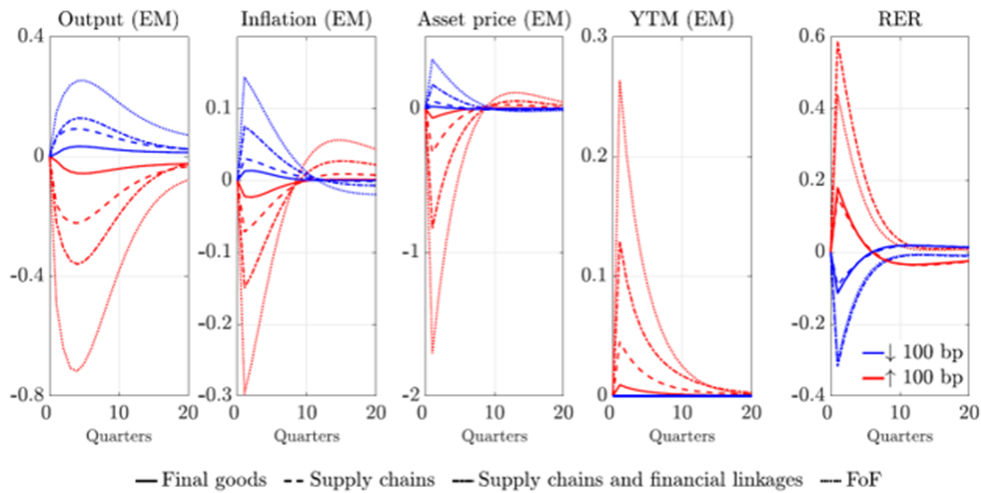 Output (EM) Inflation (EM) Asset price (EM) YTM (EM) RER
0.4 0 -0.4 -0.8
0.1 0 -0.1 -0.2 -0.3
0 -1 -2
0.3 0.2 0.1 0
0.6 0.4 0.2 0 -0.2 -0.4
↓ 100 bp
↑ 100 bp
0 10 20 0 10 20 0 10 20 0 10 20 0 10 20
Quarters Quarters Quarters Quarters Quarters
Final goods Supply chains Supply chains and financial linkages FoF